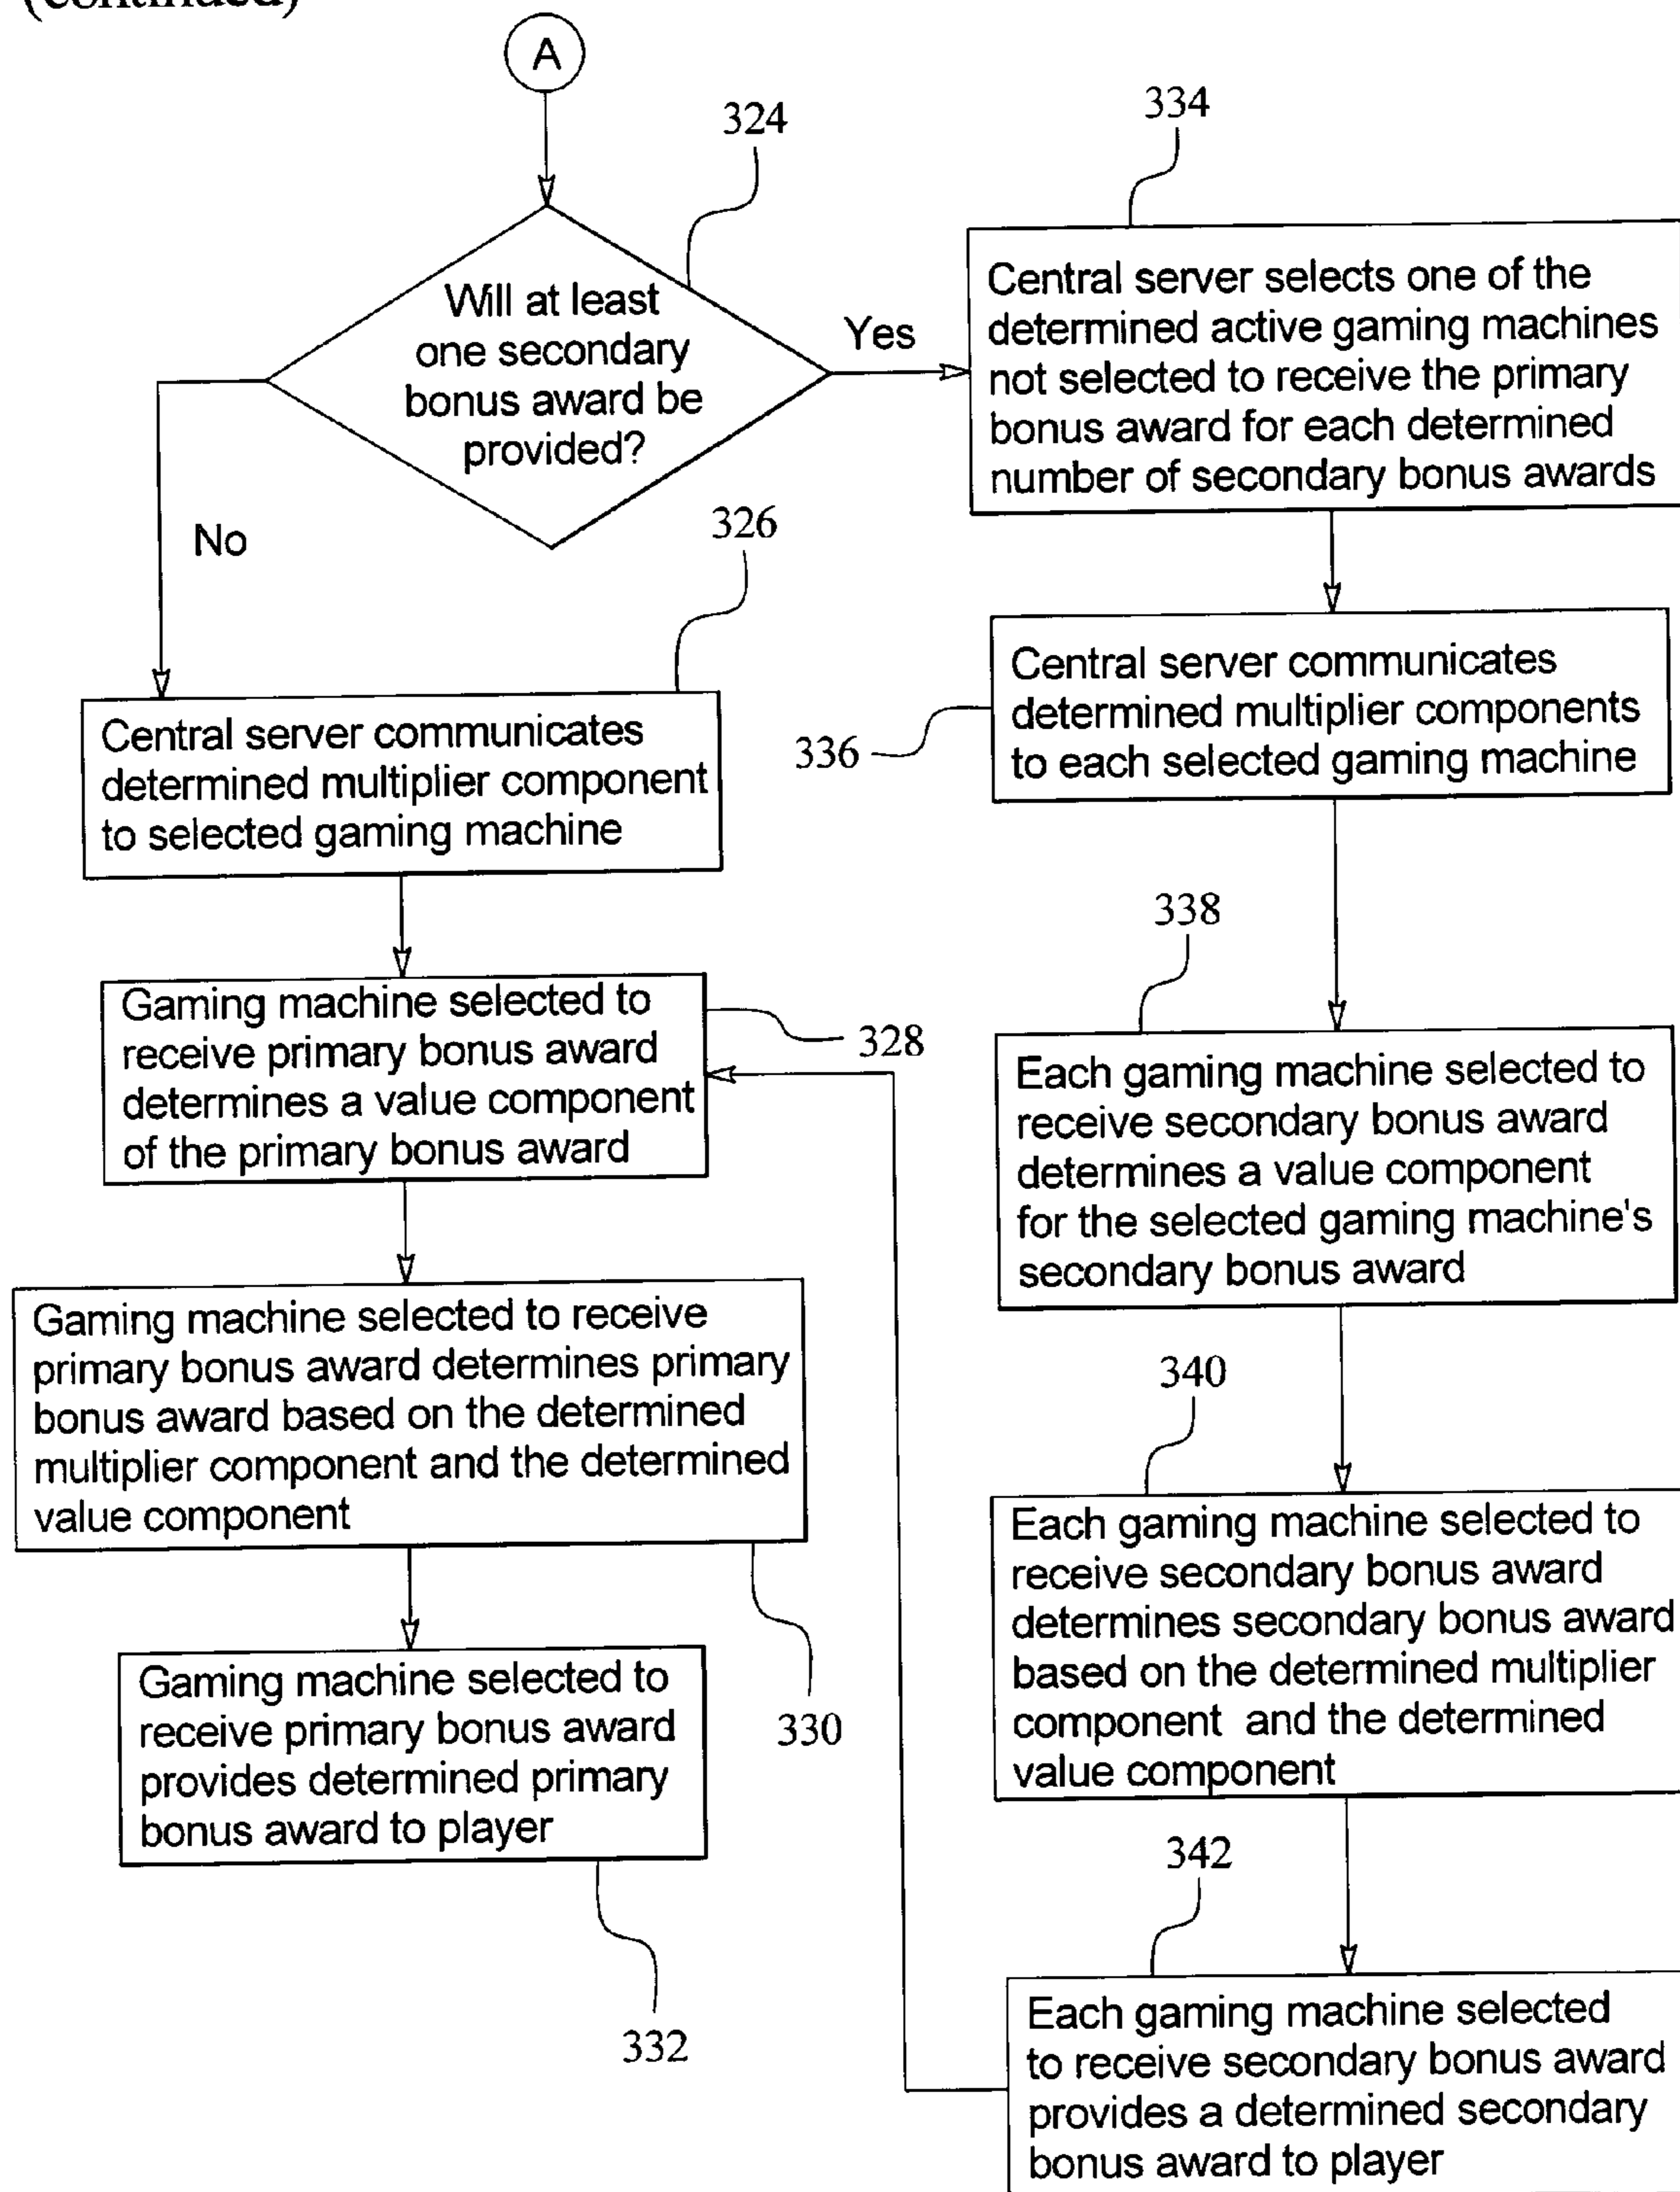 (continued)
A
324
Will at least
one secondary
bonus award be
provided?
Yes
No
334
Central server selects one of the
determined active gaming machines
not selected to receive the primary
bonus award for each determined
number of secondary bonus awards
326
Central server communicates
determined multiplier component
to selected gaming machine
336
Central server communicates
determined multiplier components
to each selected gaming machine
328
Gaming machine selected to
receive primary bonus award
determines a value component
of the primary bonus award
338
Each gaming machine selected to
receive secondary bonus award
determines a value component
for the selected gaming machine's
secondary bonus award
Gaming machine selected to receive
primary bonus award determines primary
bonus award based on the determined
multiplier component and the determined
value component
330
340
Each gaming machine selected to
receive secondary bonus award
determines secondary bonus award
based on the determined multiplier
component and the determined
value component
Gaming machine selected to
receive primary bonus award
provides determined primary
bonus award to player
332
342
Each gaming machine selected
to receive secondary bonus award
provides a determined secondary
bonus award to player